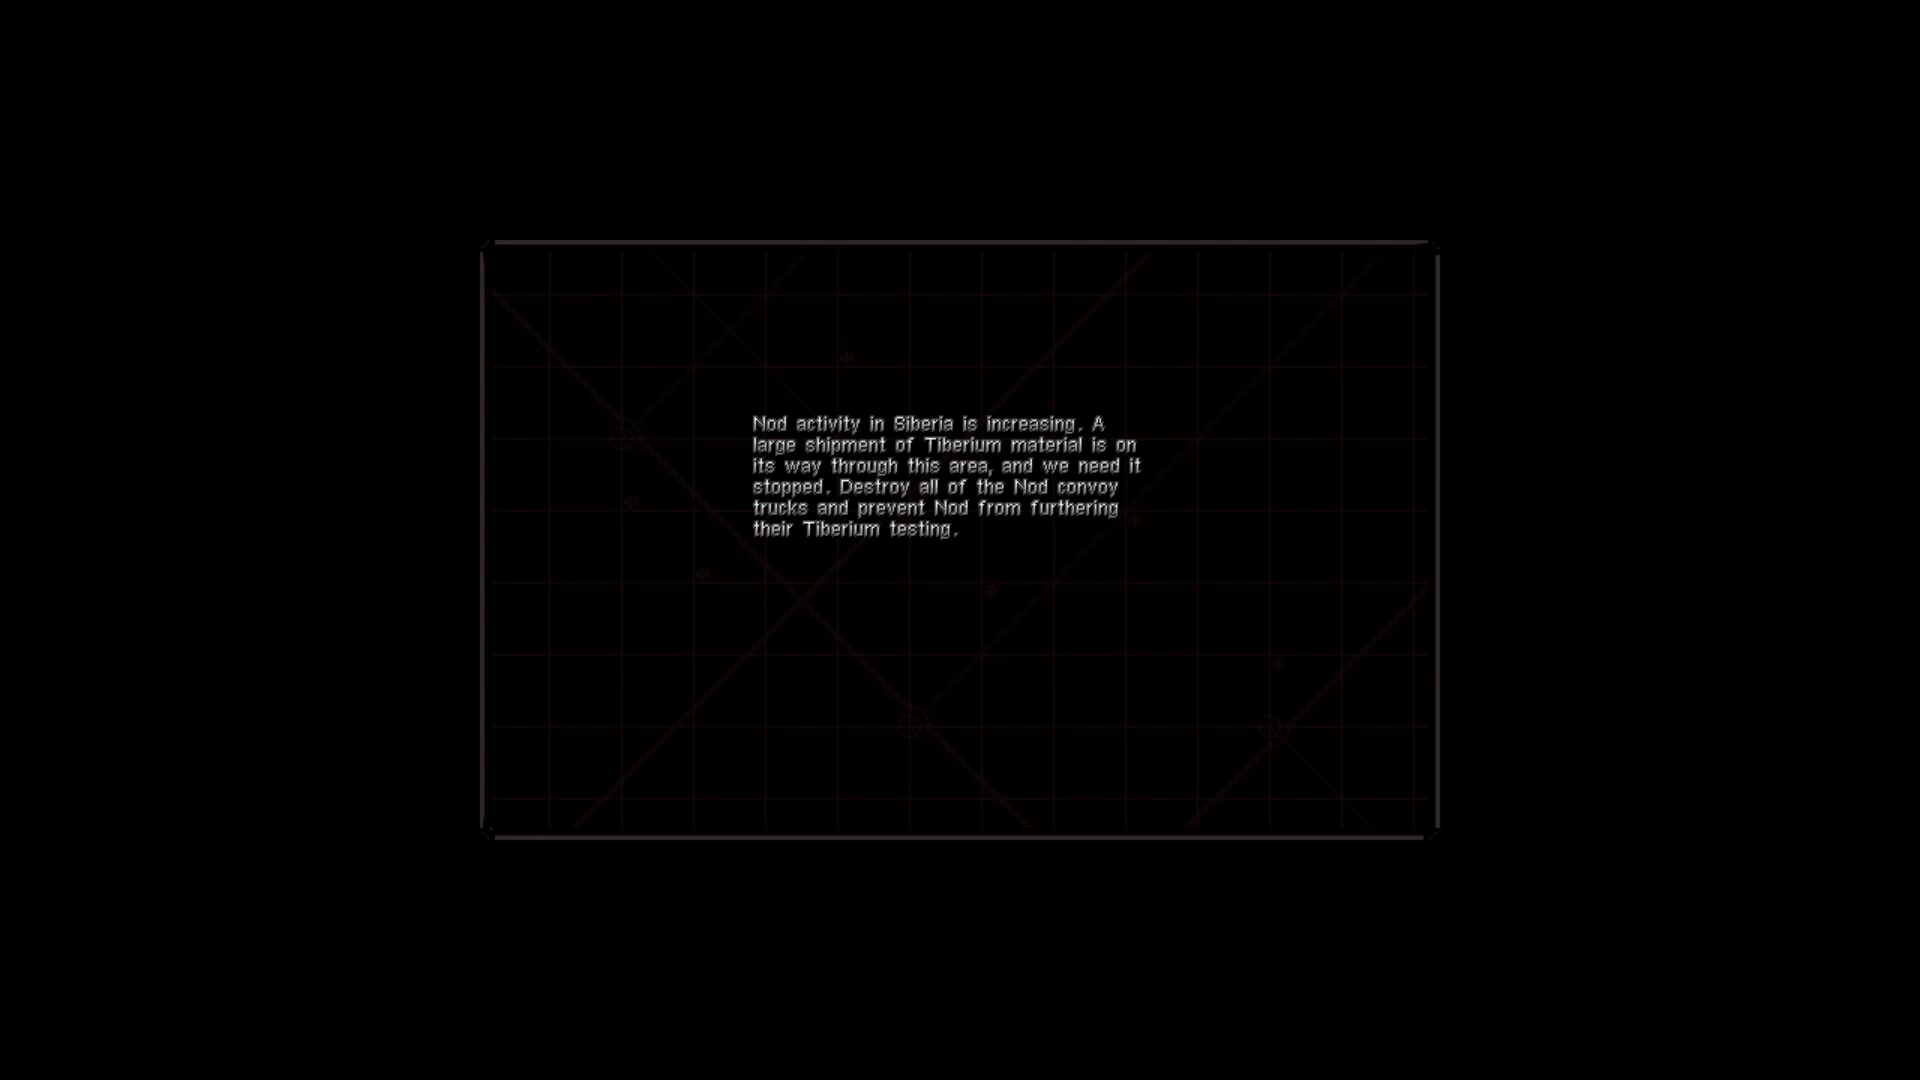 Nod activity in Siberia is increasing. A
large shipment of Tiberium material is on
its way through this area, and we need it
stopped. Destroy all of the Nod convoy
trucks and prevent Nod from furthering
their Tiberium testing.